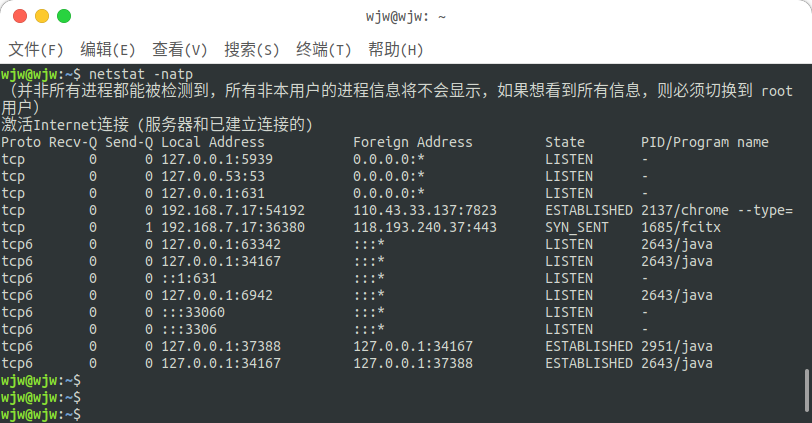 wjw@wjw: ~
文件(F) 编辑(E) 查看(V) 搜索(S) 终端(T) 帮助(H)
wjw@wjw:~$ netstat -natp
（并非所有进程都能被检测到，所有非本用户的进程信息将不会显示，如果想看到所有信息，则必须切换到 root
用户）
激活Internet连接 (服务器和已建立连接的)
Proto Recv-Q Send-Q Local Address           Foreign Address         State       PID/Program name
tcp        0      0 127.0.0.1:5939          0.0.0.0:*               LISTEN      -
tcp        0      0 127.0.0.53:53           0.0.0.0:*               LISTEN      -
tcp        0      0 127.0.0.1:631           0.0.0.0:*               LISTEN      -
tcp        0      0 192.168.7.17:54192      110.43.33.137:7823      ESTABLISHED 2137/chrome --type=
tcp        0      1 192.168.7.17:36380      118.193.240.37:443      SYN_SENT    1685/fcitx
tcp6       0      0 127.0.0.1:63342         :::*                    LISTEN      2643/java
tcp6       0      0 127.0.0.1:34167         :::*                    LISTEN      2643/java
tcp6       0      0 ::1:631                 :::*                    LISTEN      -
tcp6       0      0 127.0.0.1:6942          :::*                    LISTEN      2643/java
tcp6       0      0 :::33060                :::*                    LISTEN      -
tcp6       0      0 :::3306                 :::*                    LISTEN      -
tcp6       0      0 127.0.0.1:37388         127.0.0.1:34167         ESTABLISHED 2951/java
tcp6       0      0 127.0.0.1:34167         127.0.0.1:37388         ESTABLISHED 2643/java
wjw@wjw:~$
wjw@wjw:~$
wjw@wjw:~$